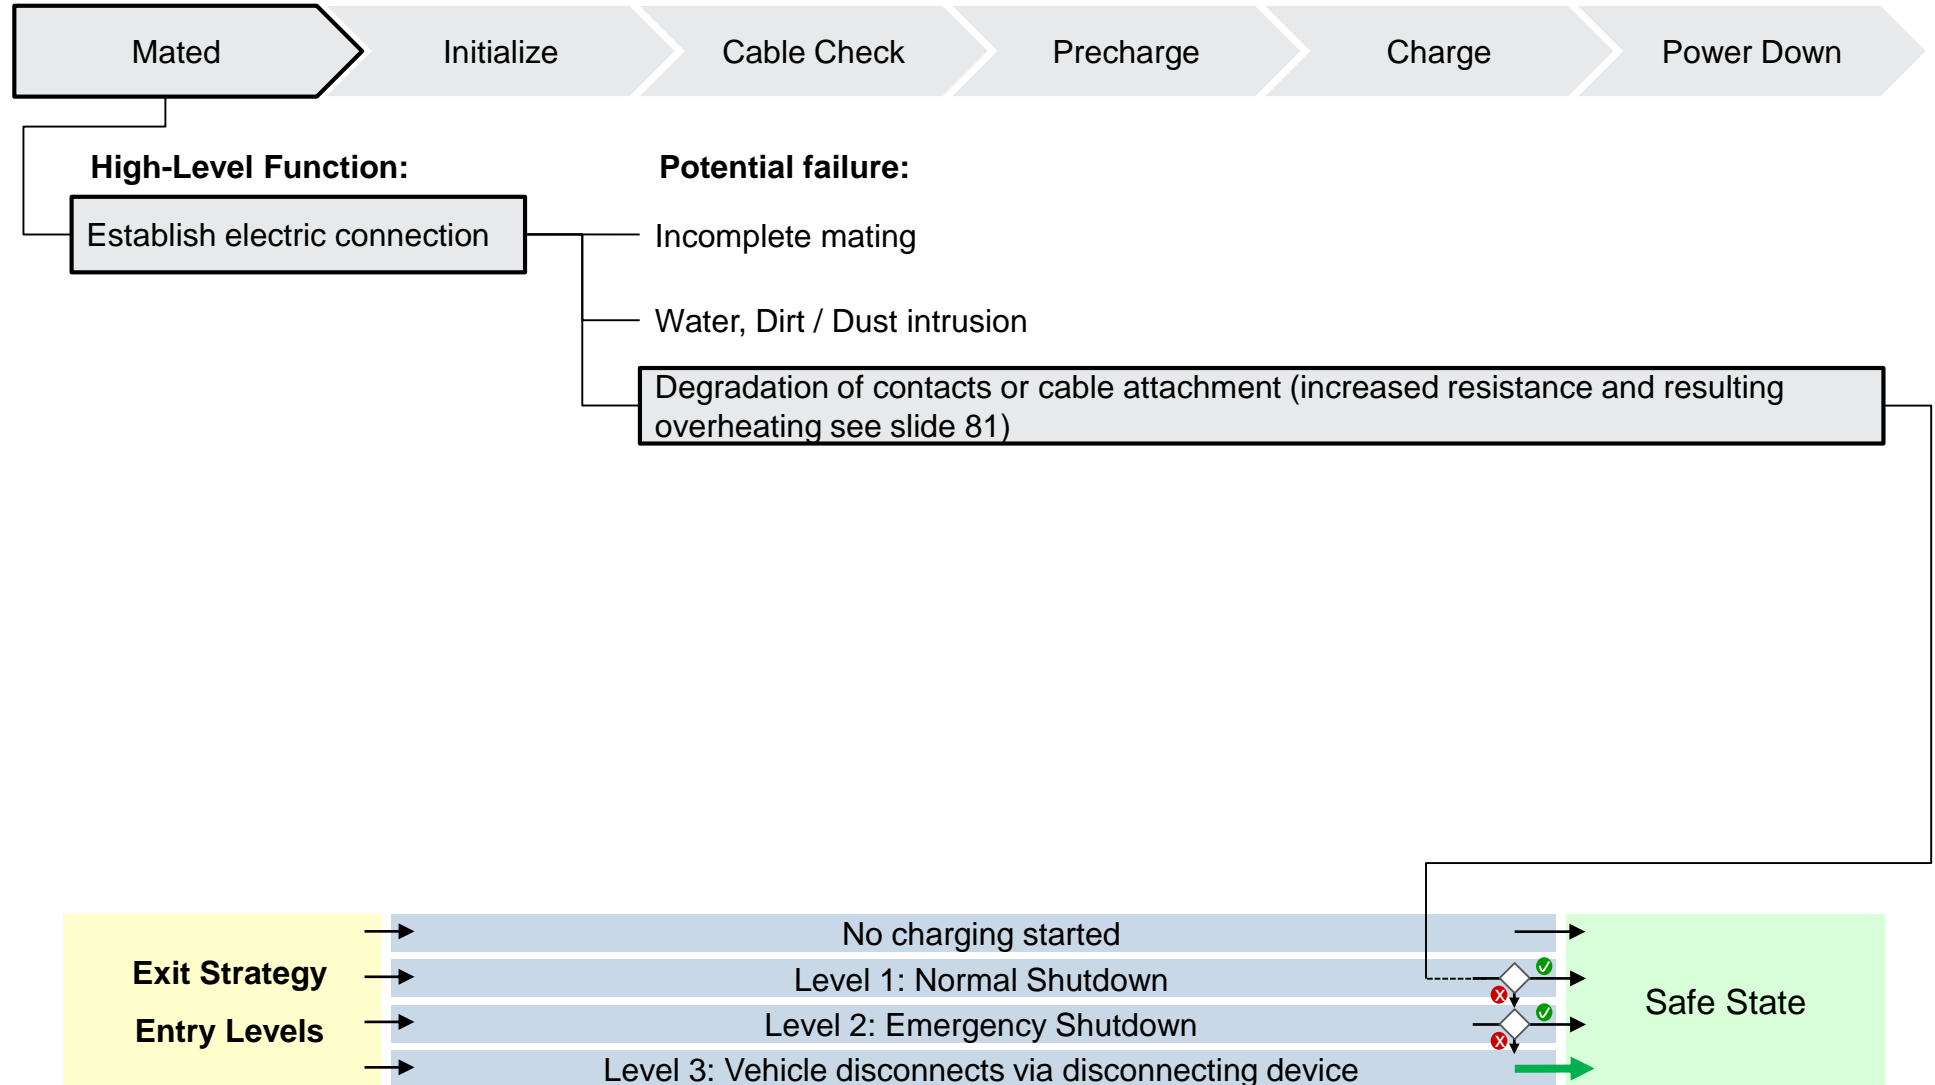 Mated
Initialize
Cable Check
Precharge
Charge
Power Down
High-Level Function:
Potential failure:
Establish electric connection
Incomplete mating
Water, Dirt / Dust intrusion
Degradation of contacts or cable attachment (increased resistance and resulting
overheating see slide 81)
Exit Strategy
Entry Levels
No charging started
Level 1: Normal Shutdown
Level 2: Emergency Shutdown
Level 3: Vehicle disconnects via disconnecting device
Safe State